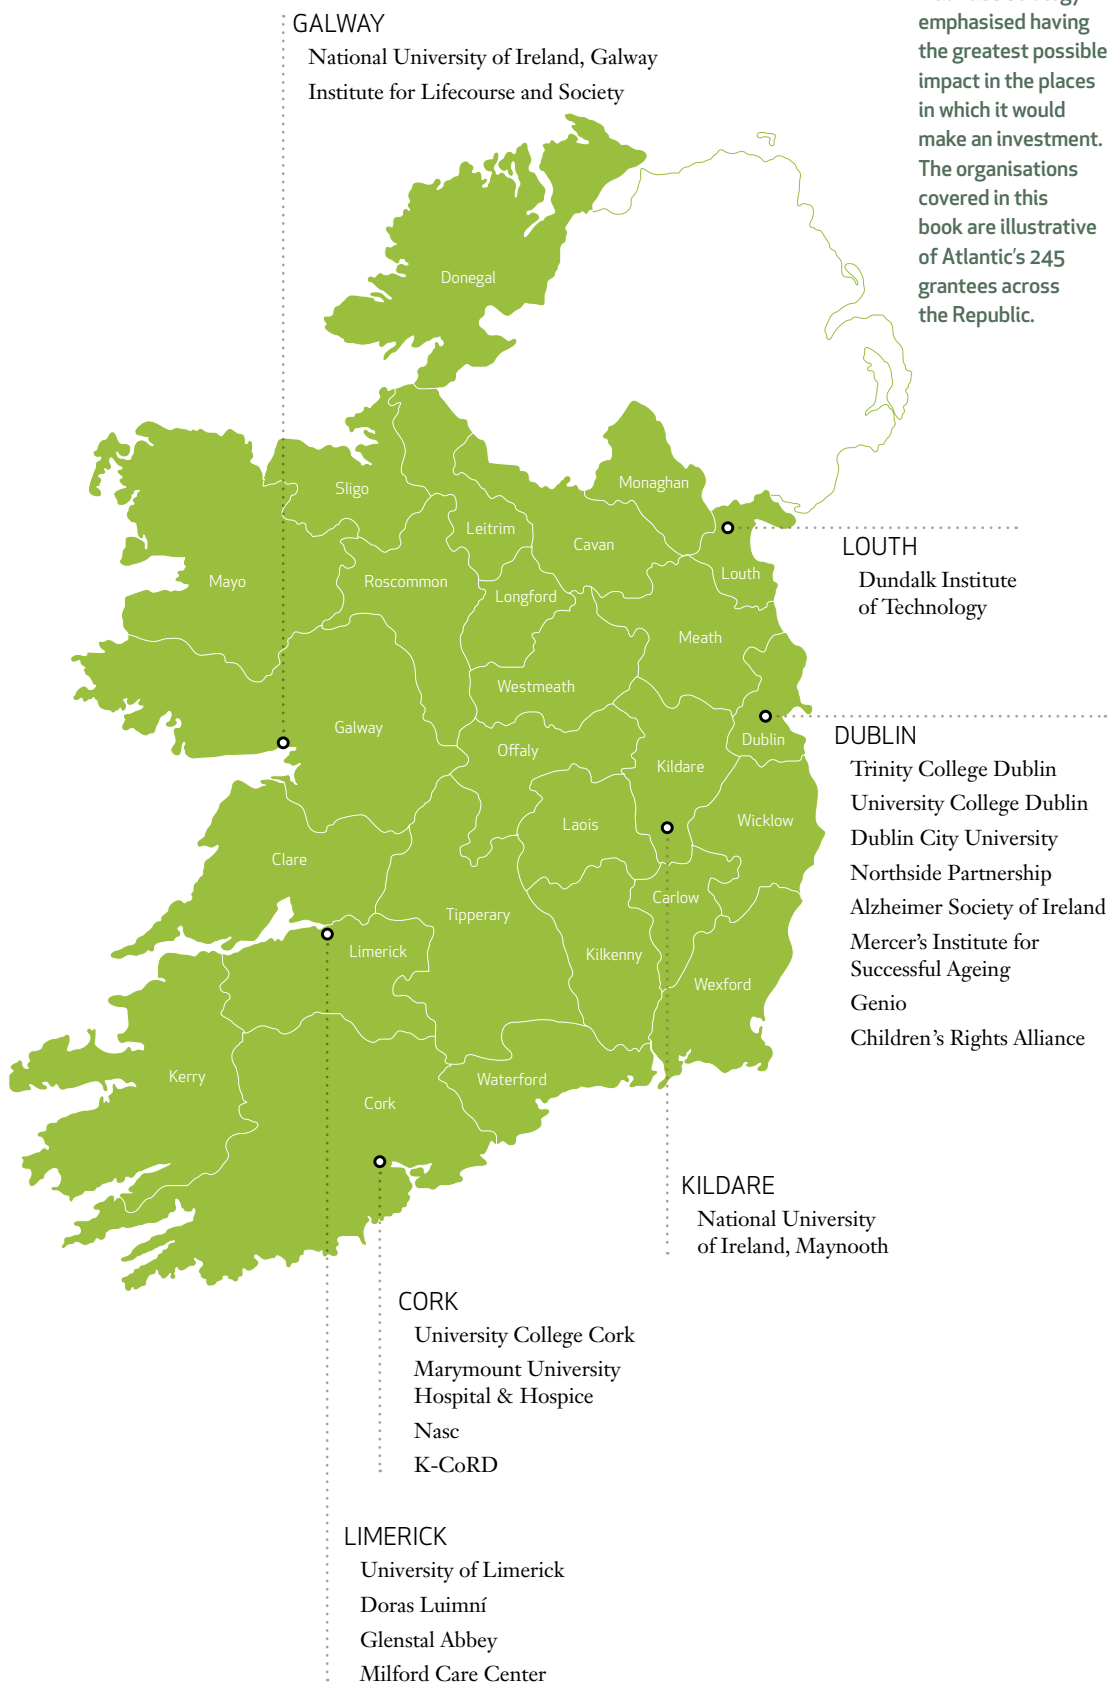 GALWAY
National University of Ireland, Galway
Institute for Lifecourse and Society
emphasised having
the greatest possible
impact in the places
in which it would
make an investment.
The organisations
covered in this
book are illustrative
of Atlantic's 245
grantees across
the Republic.
Donegal
Monaghan
Sligo
Leitrim
Cavan
LOUTH
Dundalk Institute
of Technology
Mayo
Roscommon
Longford
Louth
Meath
Westmeath
Galway
Offaly
Kildare
Dublin
DUBLIN
Trinity College Dublin
University College Dublin
Dublin City University
Northside Partnership
Alzheimer Society of Ireland
Mercer's Institute for
Successful Ageing
Genio
Children's Rights Alliance
Laois
Wicklow
Clare
Carlow
Tipperary
Limerick
Kilkenny
Wexford
Kerry
Waterford
Cork
KILDARE
National University
of Ireland, Maynooth
CORK
University College Cork
Marymount University
Hospital & Hospice
Nasc
K-CoRD
LIMERICK
University of Limerick
Doras Luimní
Glenstal Abbey
Milford Care Center